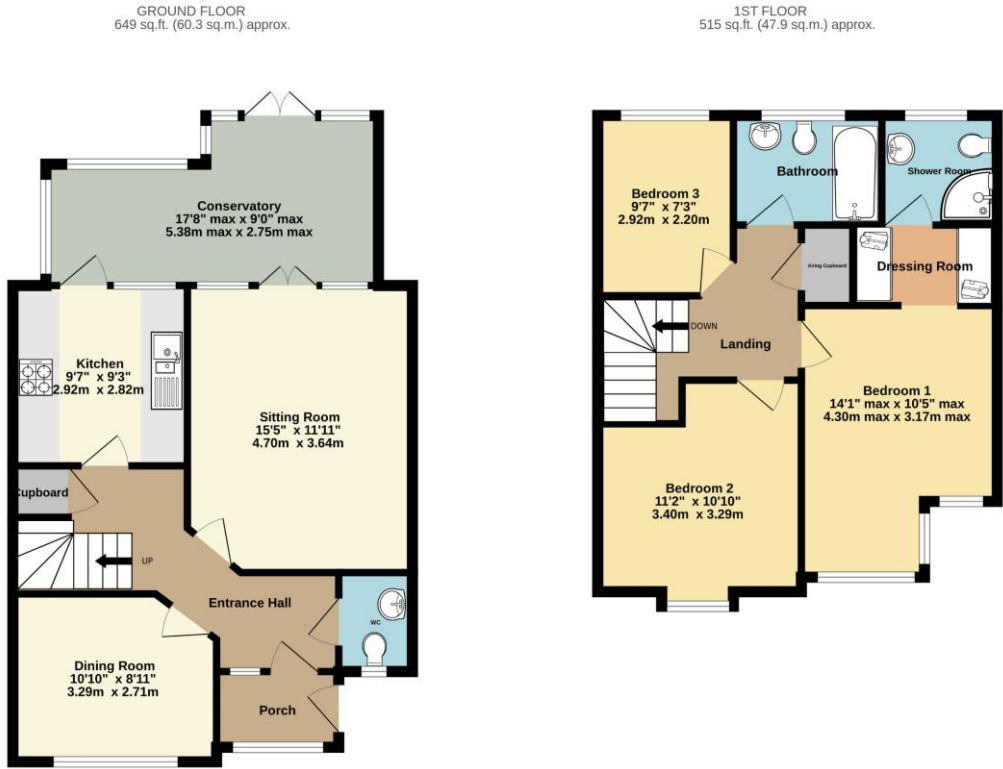 GROUND FLOOR
649 sq.ft. (60.3 sq.m.) approx.
Conservatory
17'8" max x 9'0" max
5.38m max x 2.75m max
Kitchen
9'7" x 9'3"
2.92m x 2.82m
Sitting Room
15'5" x 11'11"
4.70m x 3.64m
Cupboard
UP
Entrance Hall
WC
Dining Room
10'10" x 8'11"
3.29m x 2.71m
Porch
1ST FLOOR
515 sq.ft. (47.9 sq.m.) approx.
Bedroom 3
9'7" x 7'3"
2.92m x 2.20m
Bathroom
Shower Room
Airing Cupboard
Dressing Room
DOWN
Landing
Bedroom 1
14'1" max x 10'5" max
4.30m max x 3.17m max
Bedroom 2
11'2" x 10'10"
3.40m x 3.29m